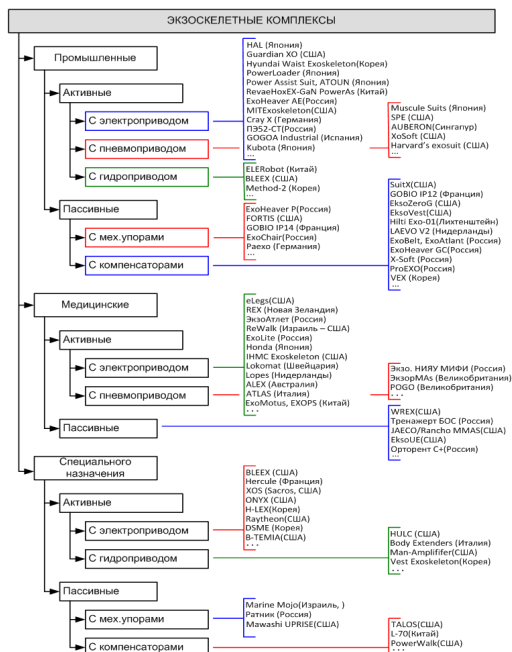 ЭКЗОСКЕЛЕТНЫЕ КОМПЛЕКСЫ
Промышленные
Активные
С электроприводом
HAL (Япония)
Guardian XO (США)
Hyundai Waist Exoskeleton(Корея)
PowerLoader (Япония)
Power Assist Suit, ATOUN (Япония)
RevaeHoxEX-GaN PowerAs (Китай)
ExoHeaver AE(Россия)
MITExoskeleton(США)
Cray X (Германия)
ПЭ52-СТ(Россия)
GOGOA Industrial (Испания)
Kubota (Япония)
...
С пневмоприводом
Muscule Suits (Япония)
SPE (США)
AUBERON(Сингапур)
XoSoft (США)
Harvard's exosuit (США)
...
С гидроприводом
ELERobot (Китай)
BLEEX (США)
Method-2 (Корея)
...
Пассивные
С мех.упорами
ExoHeaver P(Россия)
FORTIS (США)
GOBIO IP14 (Франция)
ExoChair(Россия)
Paexo (Германия)
...
С компенсаторами
SuitX(США)
GOBIO IP12 (Франция)
EksoZeroG (США)
EksoVest(США)
Hilti Exo-01(Лихтенштейн)
LAEVO V2 (Нидерланды)
ExoBelt, ExoAtlant (Россия)
ExoHeaver GC(Россия)
X-Soft (Россия)
ProEXO(Россия)
VEX (Корея)
...
Медицинские
Активные
С электроприводом
eLegs(США)
REX (Новая Зеландия)
ЭкзоАтлет (Россия)
ReWalk (Израиль – США)
ExoLite (Россия)
Honda (Япония)
IHMC Exoskeleton (США)
Lokomat (Швейцария)
Lopes (Нидерланды)
ALEX (Австралия)
ATLAS (Италия)
ExoMotus, EXOPS (Китай)
...
С пневмоприводом
Экзо. НИЯУ МИФИ (Россия)
ЭкзорМАs (Великобритания)
POGO (Великобритания)
...
Пассивные
WREX(США)
Тренажерт БОС (Россия)
JAECO/Rancho MMAS(США)
EksoUE(США)
Орторент С+(Россия)
...
Специального
назначения
Активные
С электроприводом
BLEEX (США)
Hercule (Франция)
XOS (Sacros, США)
ONYX (США)
H-LEX(Корея)
Raytheon(США)
DSME (Корея)
B-TEMIA(США)
...
С гидроприводом
HULC (США)
Body Extenders (Италия)
Man-Amplififer(США)
Vest Exoskeleton(Корея)
...
Пассивные
С мех.упорами
Marine Mojo(Израиль, )
Ратник (Россия)
Mawashi UPRISE(США)
С компенсаторами
TALOS(США)
L-70(Китай)
PowerWalk(США)
...